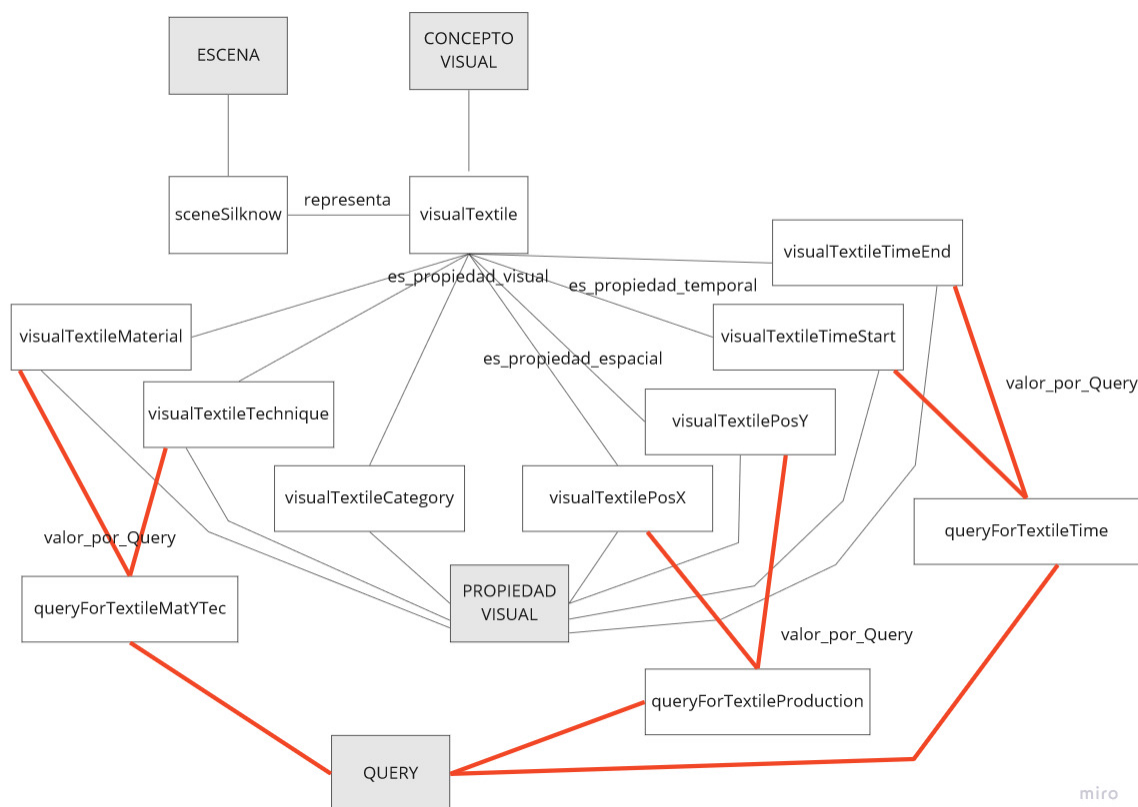 ESCENA
CONCEPTO
VISUAL
sceneSilknow
representa
visualTextile
visualTextileTimeEnd
es_propiedad_visual
es_propiedad_temporal
visualTextileMaterial
visualTextileTimeStart
es_propiedad_espacial
valor_por_Query
visualTextileTechnique
visualTextilePosY
visualTextileCategory
visualTextilePosX
queryForTextileTime
valor_por_Query
PROPIEDAD
VISUAL
queryForTextileMatYTec
valor_por_Query
queryForTextileProduction
QUERY
miro